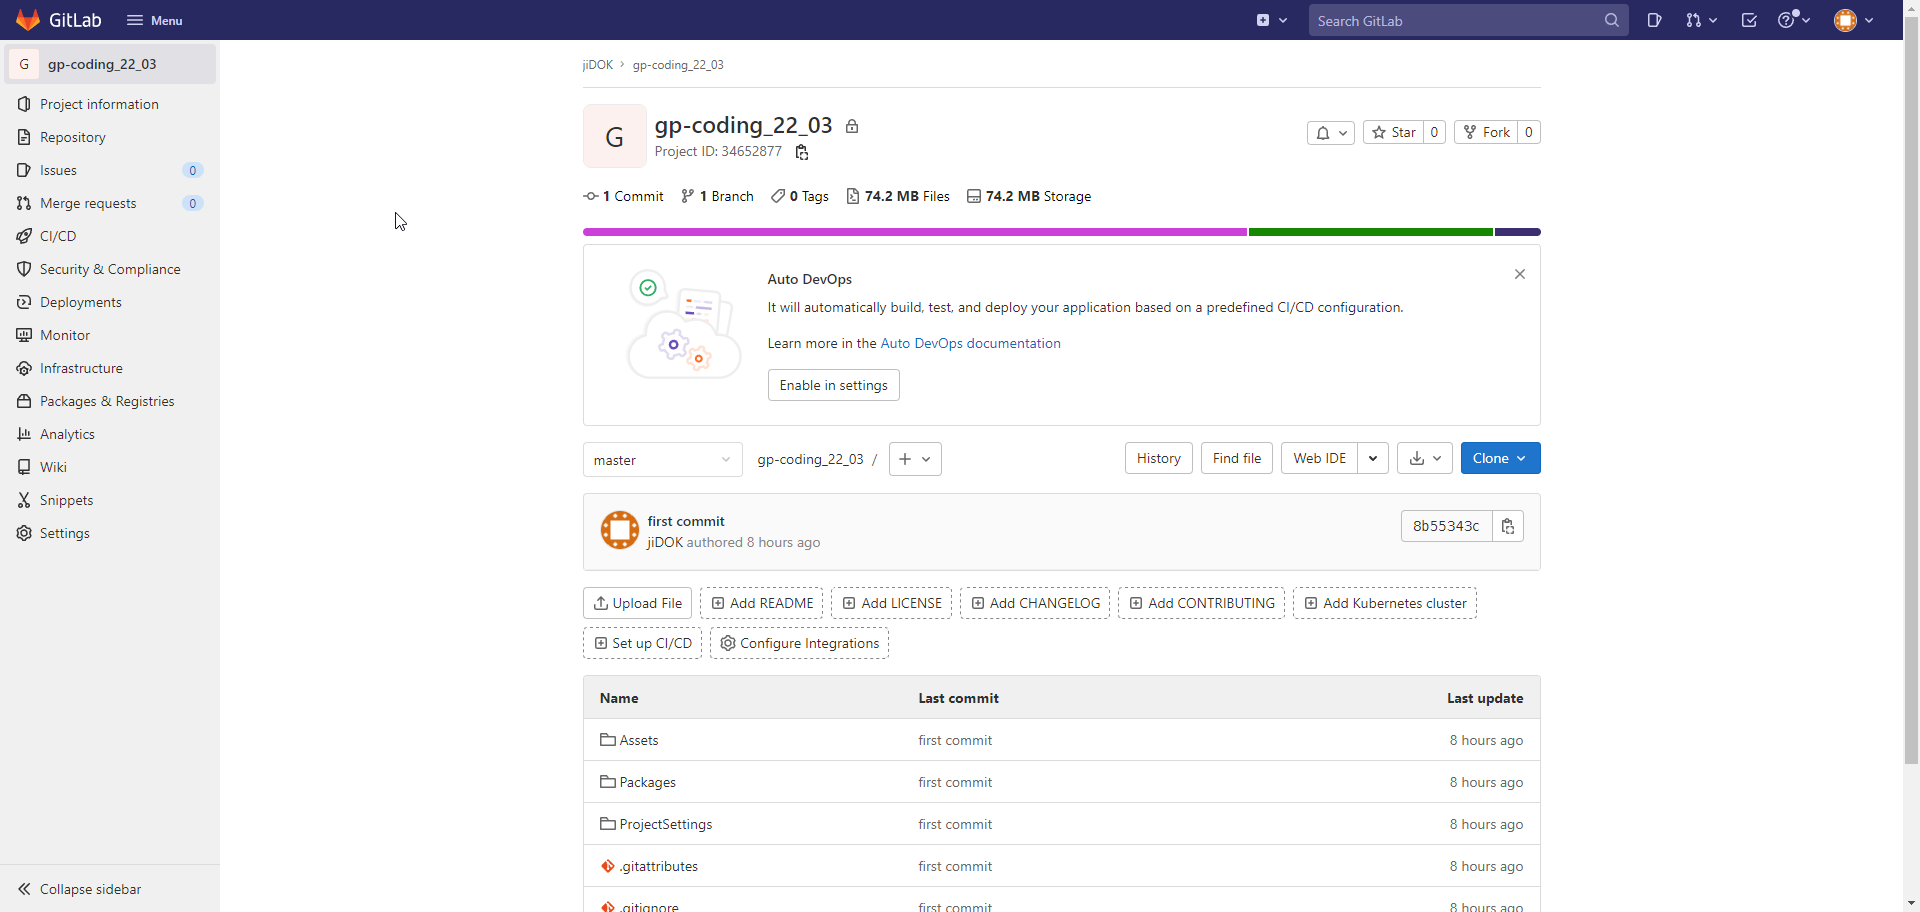 GitLab Menu Search GitLab
G gp-coding_22_03
Project information
Repository
Issues 0
Merge requests 0
CI/CD
Security & Compliance
Deployments
Monitor
Infrastructure
Packages & Registries
Analytics
Wiki
Snippets
Settings
Collapse sidebar
jiDOK › gp-coding_22_03
G
gp-coding_22_03
Project ID: 34652877
Star 0 Fork 0
1 Commit 1 Branch 0 Tags 74.2 MB Files 74.2 MB Storage
Auto DevOps
It will automatically build, test, and deploy your application based on a predefined CI/CD configuration.
Learn more in the Auto DevOps documentation
Enable in settings
master gp-coding_22_03 / History Find file Web IDE Clone
first commit
jiDOK authored 8 hours ago
8b55343c
Upload File Add README Add LICENSE Add CHANGELOG Add CONTRIBUTING Add Kubernetes cluster
Set up CI/CD Configure Integrations
Name Last commit Last update
Assets first commit 8 hours ago
Packages first commit 8 hours ago
ProjectSettings first commit 8 hours ago
.gitattributes first commit 8 hours ago
.gitignore first commit 8 hours ago